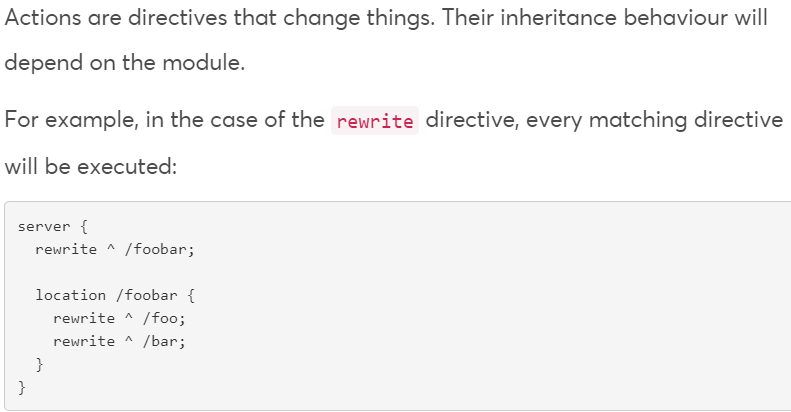 Actions are directives that change things. Their inheritance behaviour will
depend on the module.
For example, in the case of the rewrite directive, every matching directive
will be executed:
server {
  rewrite ^ /foobar;

  location /foobar {
    rewrite ^ /foo;
    rewrite ^ /bar;
  }
}